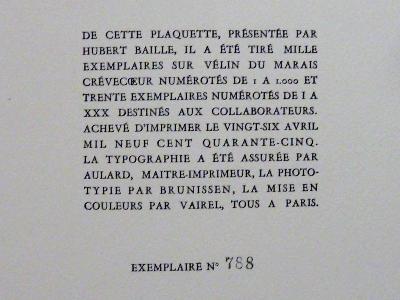 DE CETTE PLAQUETTE, PRÉSENTÉE PAR
HUBERT BAILLE, IL A ÉTÉ TIRÉ MILLE
EXEMPLAIRES SUR VÉLIN DU MARAIS
CRÉVECŒUR NUMÉROTÉS DE 1 A 1.000 ET
TRENTE EXEMPLAIRES NUMÉROTÉS DE I A
XXX DESTINÉS AUX COLLABORATEURS.
ACHEVÉ D'IMPRIMER LE VINGT-SIX AVRIL
MIL NEUF CENT QUARANTE-CINQ.
LA TYPOGRAPHIE A ÉTÉ ASSURÉE PAR
AULARD, MAITRE-IMPRIMEUR, LA PHOTO-
TYPIE PAR BRUNISSEN, LA MISE EN
COULEURS PAR VAIREL, TOUS A PARIS.
EXEMPLAIRE N° 788